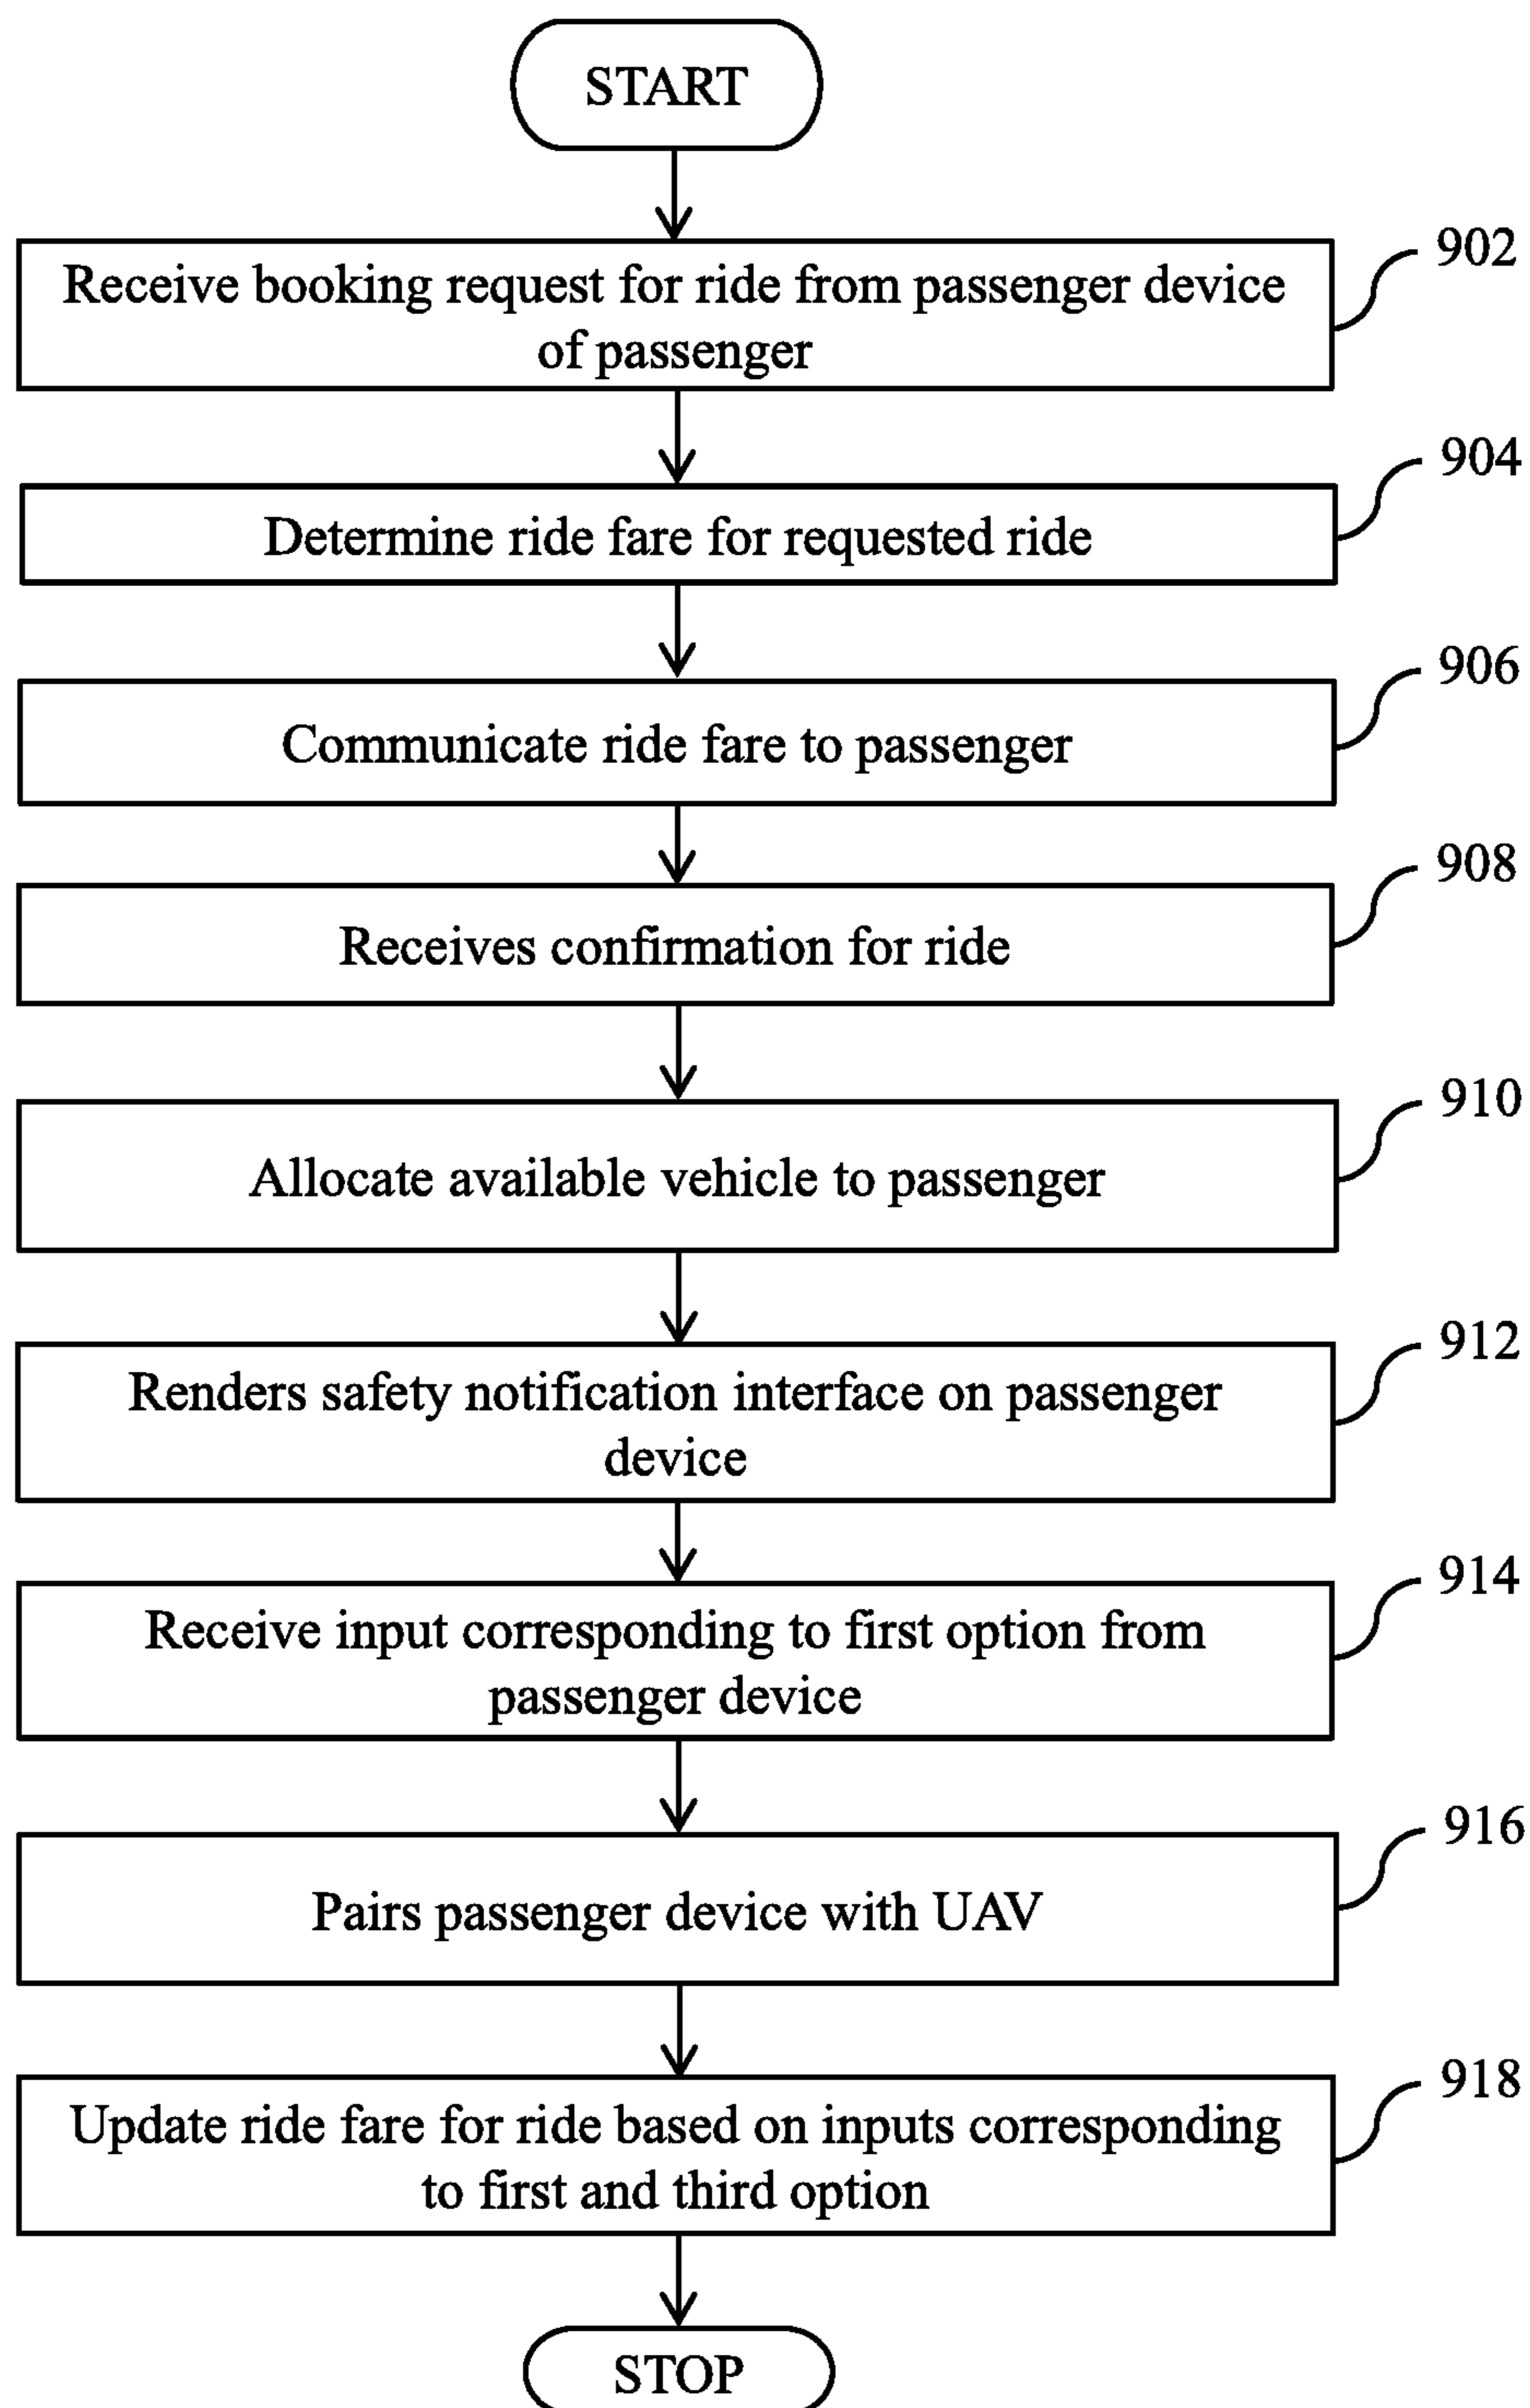 START
902
Receive booking request for ride from passenger device
of passenger
904
Determine ride fare for requested ride
906
Communicate ride fare to passenger
908
Receives confirmation for ride
910
Allocate available vehicle to passenger
912
Renders safety notification interface on passenger
device
914
Receive input corresponding to first option from
passenger device
916
Pairs passenger device with UAV
918
Update ride fare for ride based on inputs corresponding
to first and third option
STOP